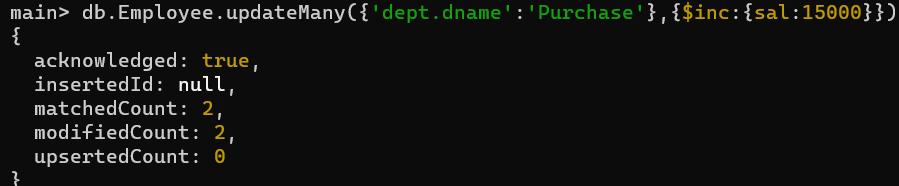 main> db.Employee.updateMany({'dept.dname':'Purchase'},{$inc:{sal:15000}})
{
  acknowledged: true,
  insertedId: null,
  matchedCount: 2,
  modifiedCount: 2,
  upsertedCount: 0
}